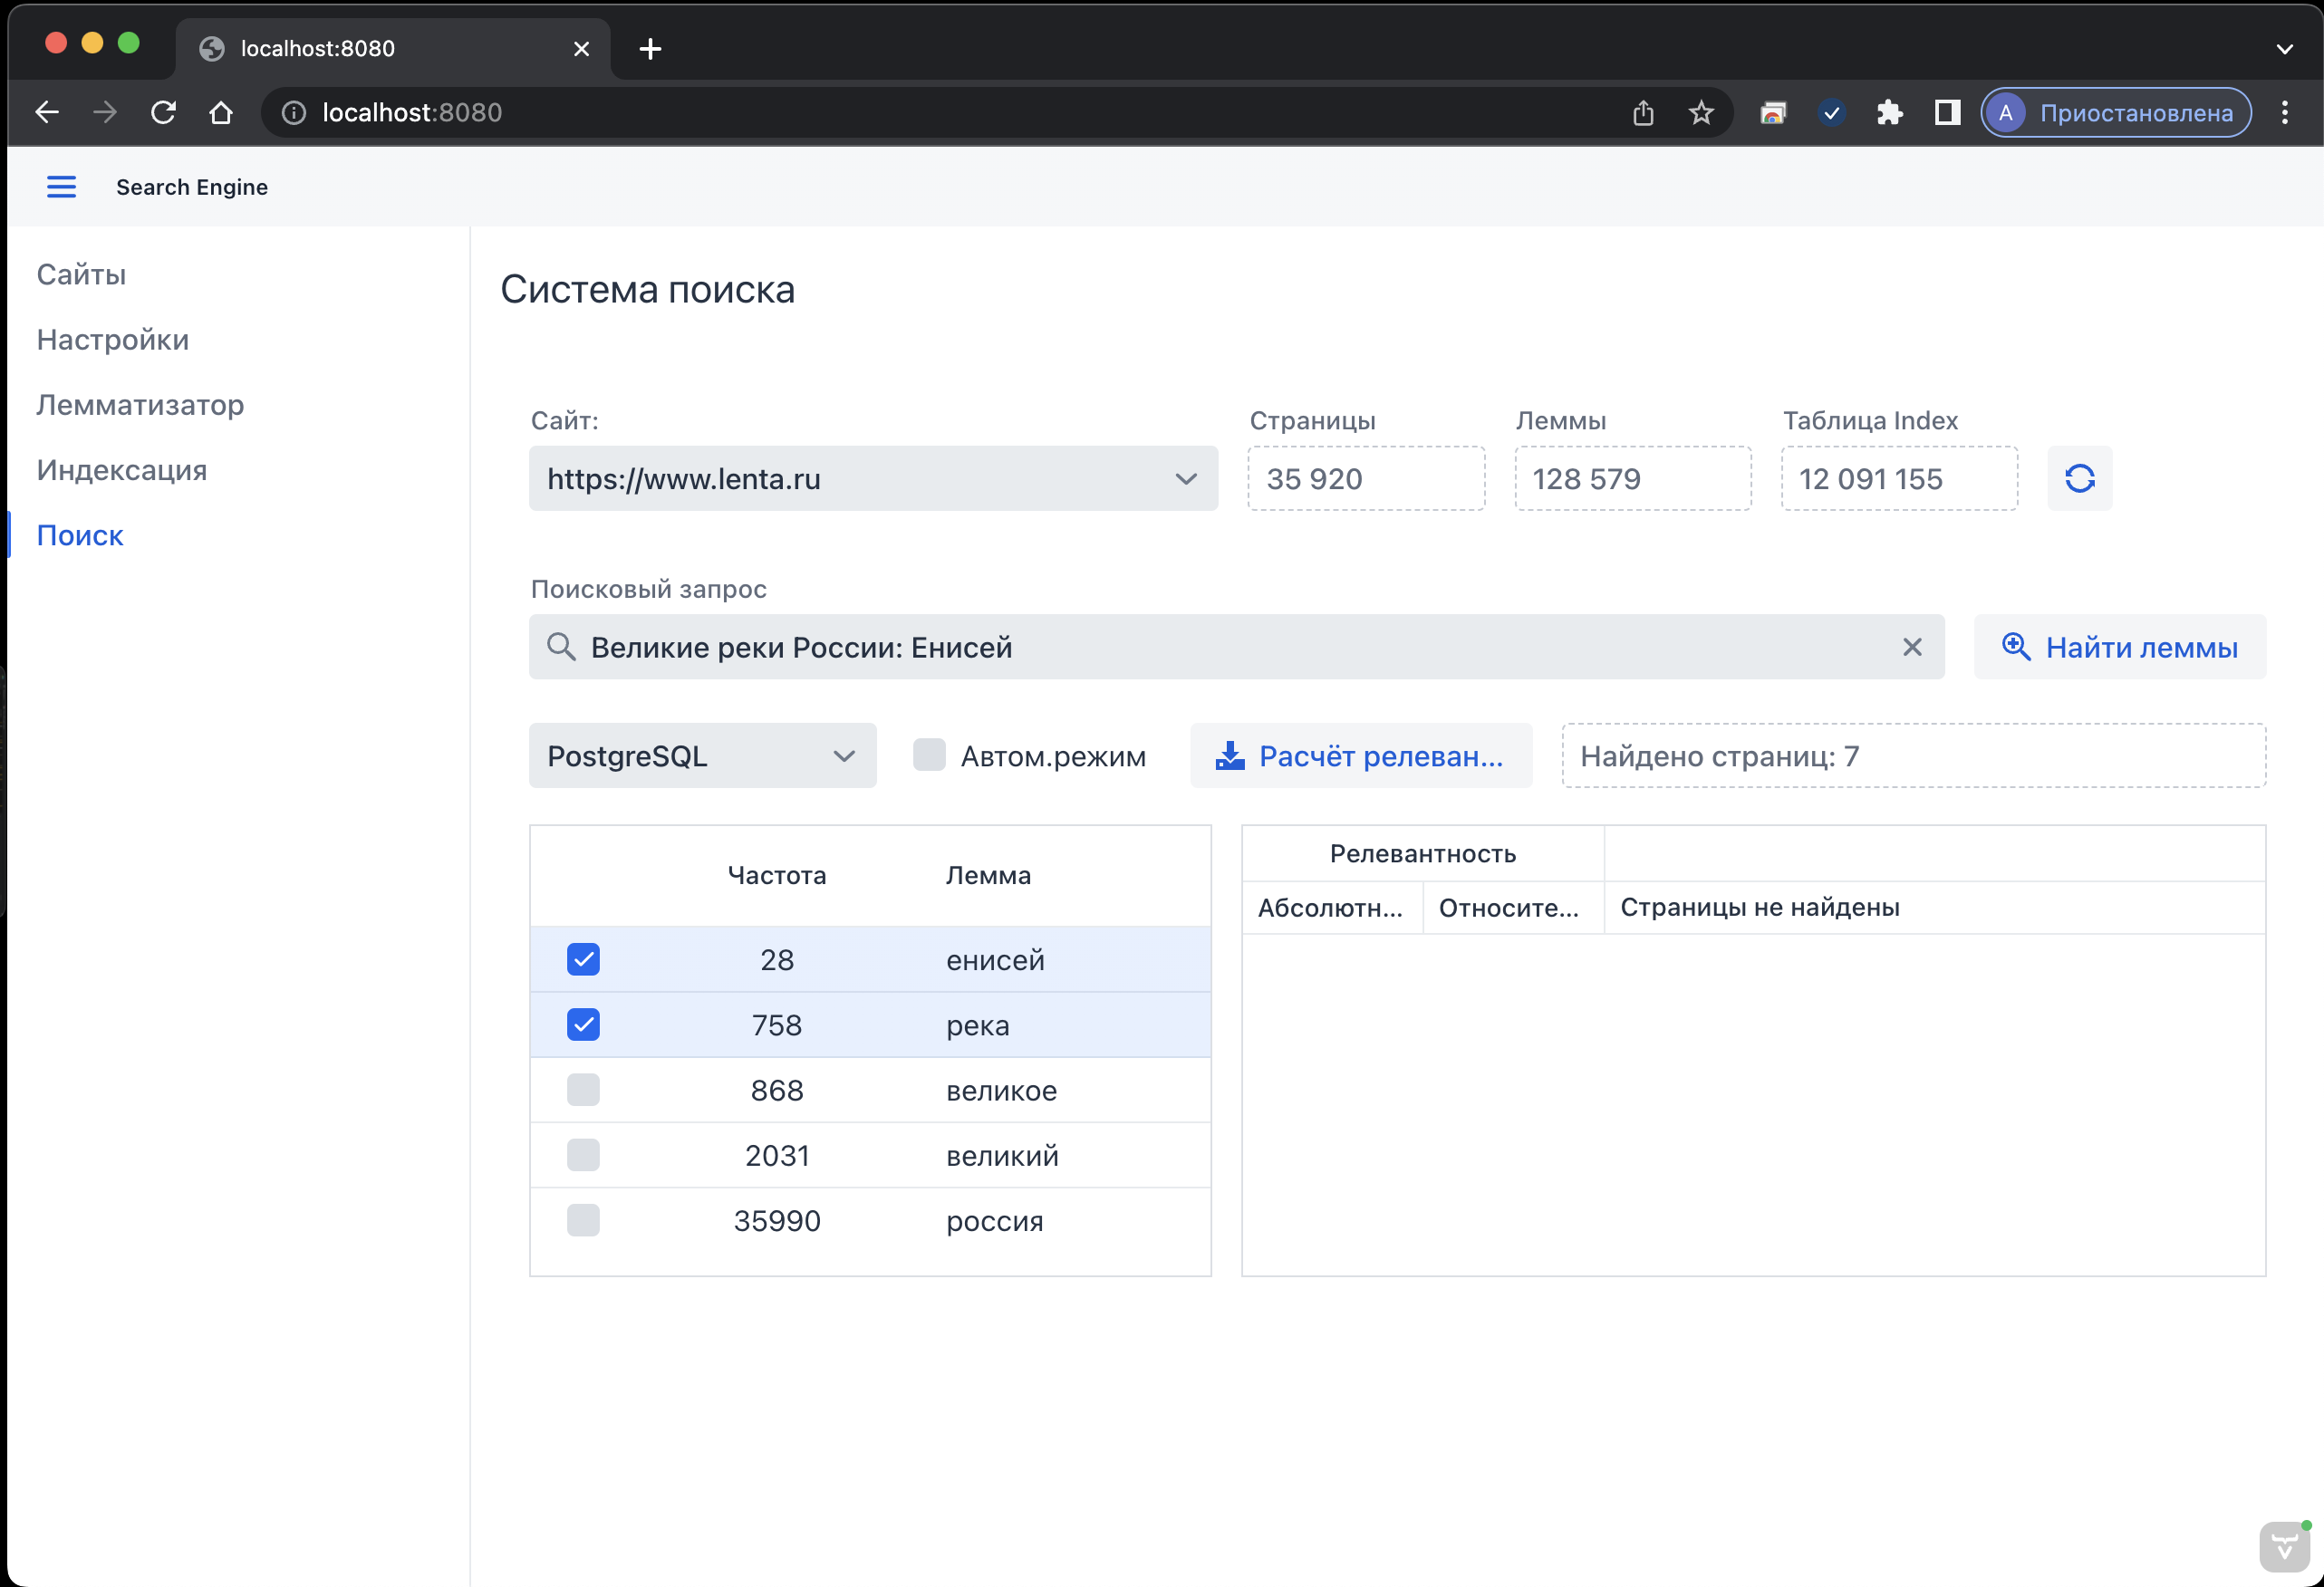 localhost:8080
localhost:8080
A Приостановлена
Search Engine
Сайты
Настройки
Лемматизатор
Индексация
Поиск
Система поиска
Сайт: Страницы Леммы Таблица Index
https://www.lenta.ru 35 920 128 579 12 091 155
Поисковый запрос
Великие реки России: Енисей Найти леммы
PostgreSQL Автом.режим Расчёт релеван... Найдено страниц: 7
Частота Лемма
28 енисей
758 река
868 великое
2031 великий
35990 россия
Релевантность
Абсолютн... Относите... Страницы не найдены